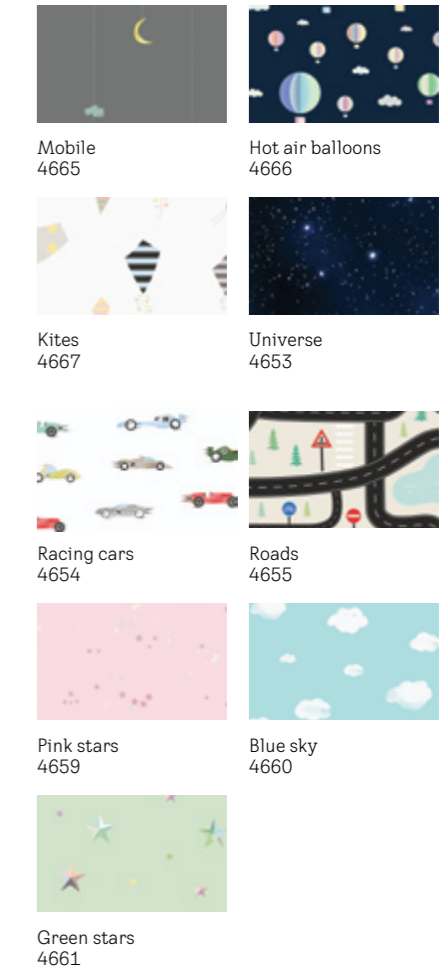 Mobile
4665
Hot air balloons
4666
Kites
4667
Universe
4653
Racing cars
4654
Roads
4655
Pink stars
4659
Blue sky
4660
Green stars
4661